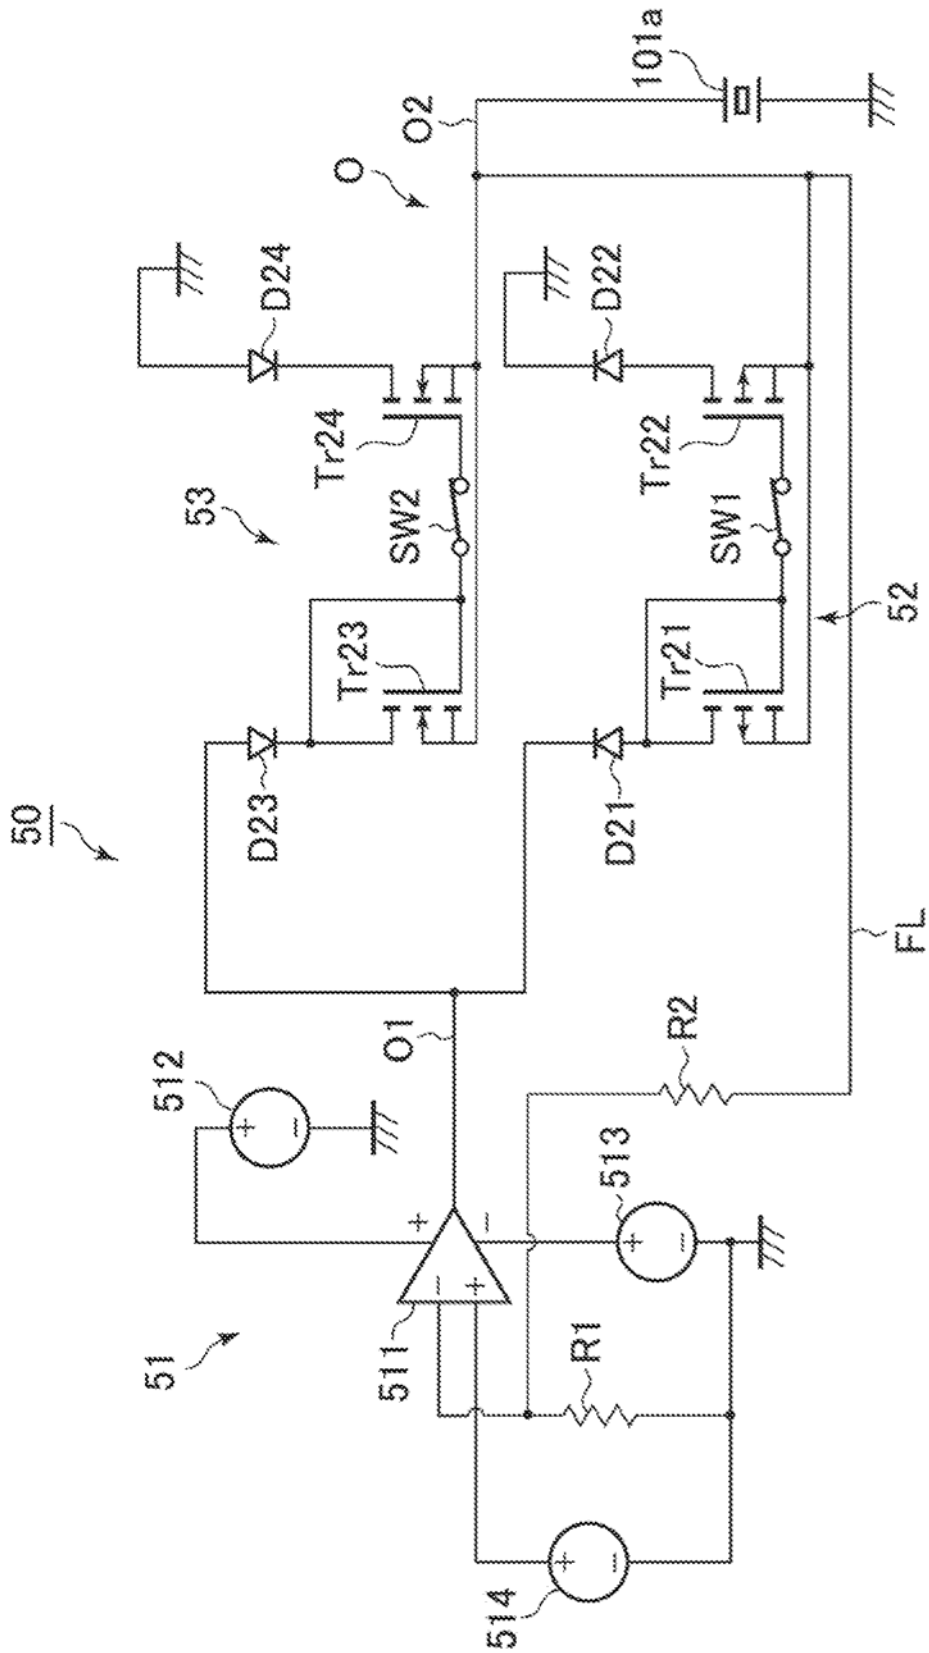 50
51
512
511
514
513
R1
R2
O1
FL
53
D23
Tr23
SW2
Tr24
D24
O
O2
101a
D21
Tr21
SW1
Tr22
D22
52
+
−
+
−
−
+
+
−
+
−